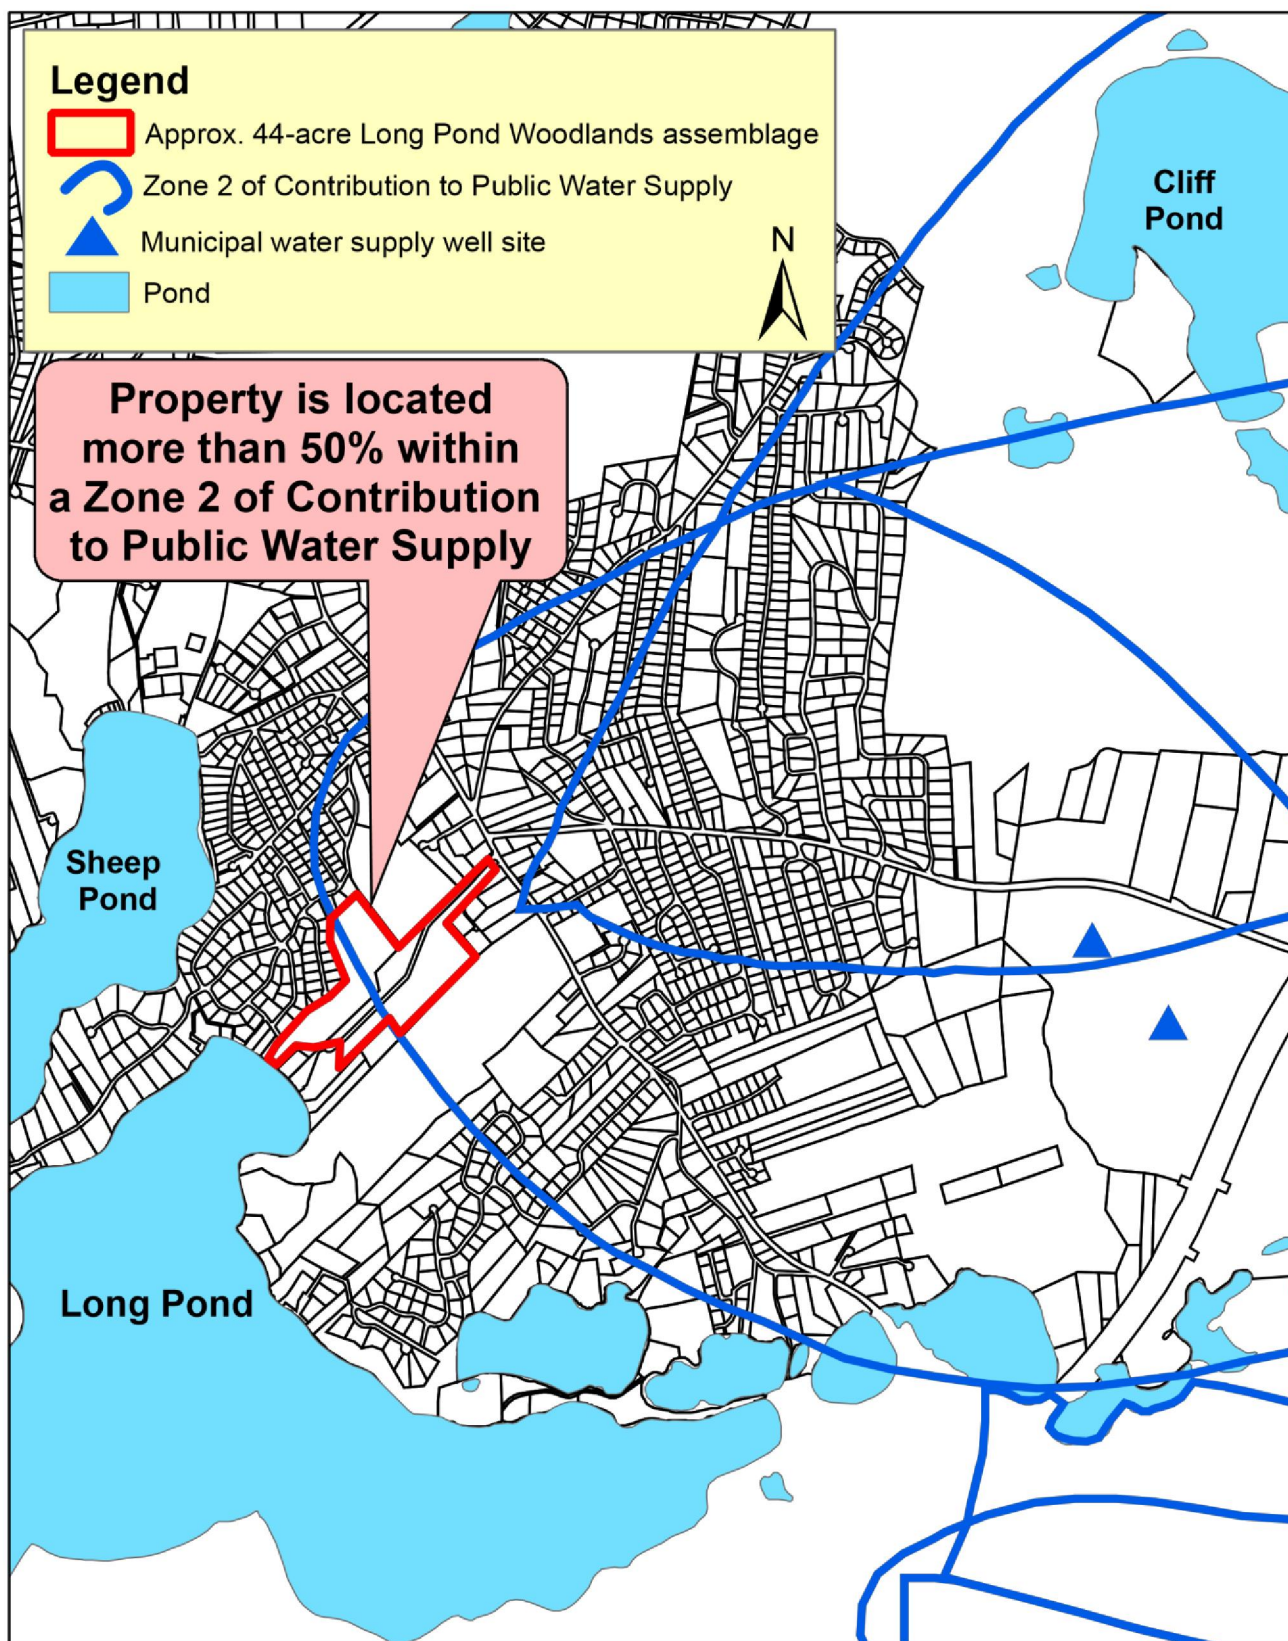 Legend
Approx. 44-acre Long Pond Woodlands assemblage
Zone 2 of Contribution to Public Water Supply
Municipal water supply well site
Pond
N
Cliff
Pond
Property is located
more than 50% within
a Zone 2 of Contribution
to Public Water Supply
Sheep
Pond
Long Pond